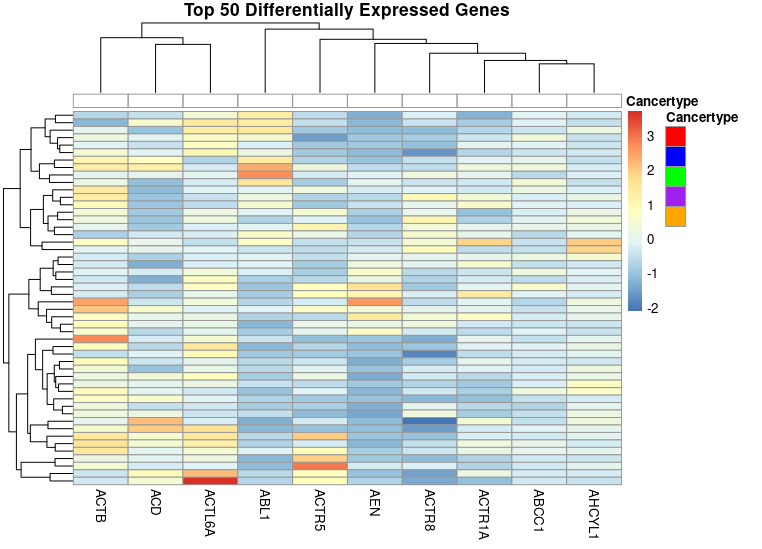 Top 50 Differentially Expressed Genes
Cancertype
Cancertype
3
2
1
0
-1
-2
ACTB
ACD
ACTL6A
ABL1
ACTR5
AEN
ACTR8
ACTR1A
ABCC1
AHCYL1